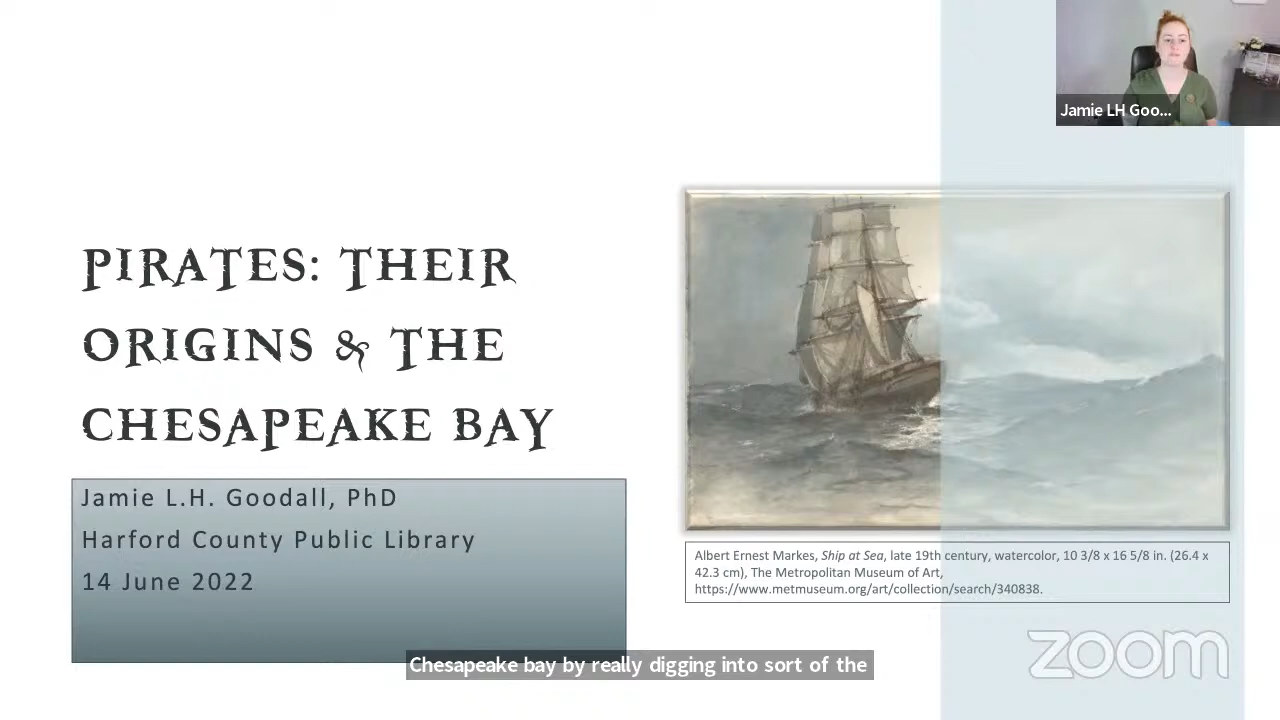 Jamie LH Goo...
PIRATES: THEIR
ORIGINS & THE
CHESAPEAKE BAY
Jamie L.H. Goodall, PhD
Harford County Public Library
14 June 2022
Albert Ernest Markes, Ship at Sea, late 19th century, watercolor, 10 3/8 x 16 5/8 in. (26.4 x
42.3 cm), The Metropolitan Museum of Art,
https://www.metmuseum.org/art/collection/search/340838.
zoom
Chesapeake bay by really digging into sort of the